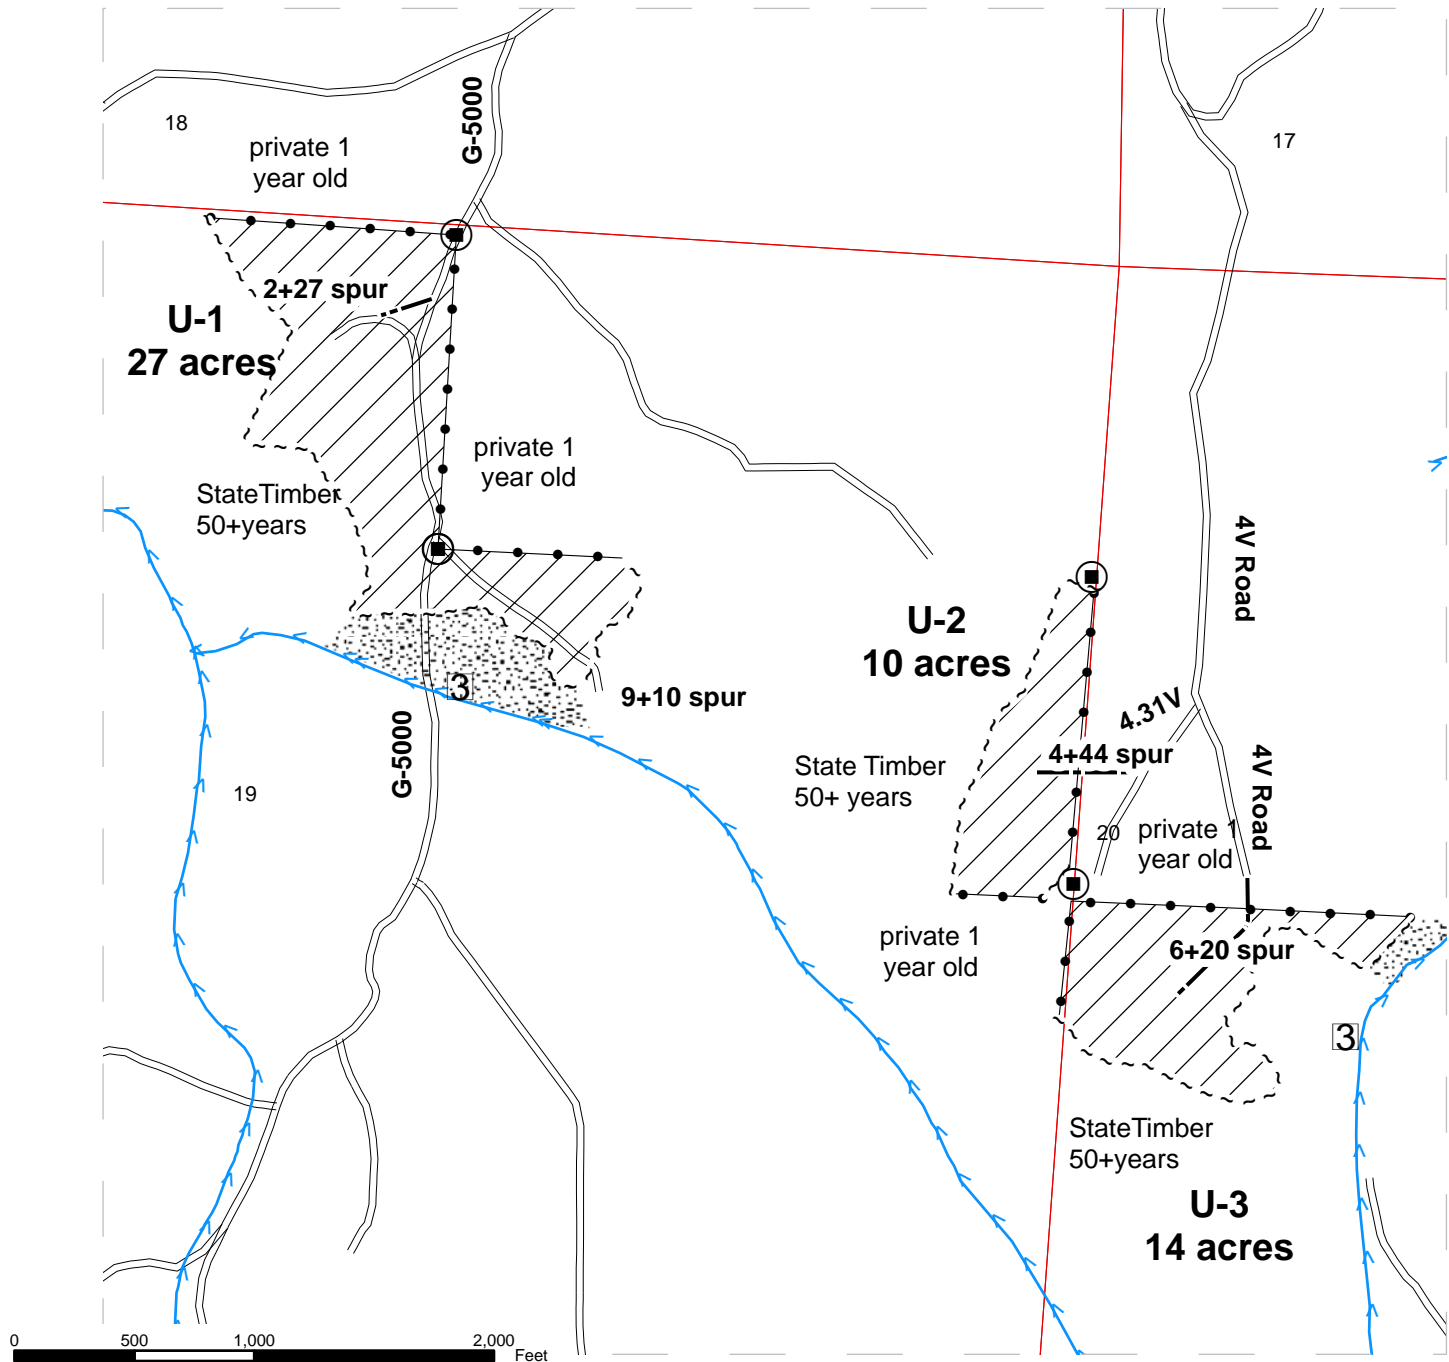 18
G-5000
private 1
year old
17
2+27 spur
U-1
27 acres
private 1
year old
StateTimber
50+years
4V Road
U-2
10 acres
3
9+10 spur
G-5000
4.31V
4+44 spur
State Timber
50+ years
19
4V Road
20
private 1
year old
private 1
year old
6+20 spur
3
StateTimber
50+years
U-3
14 acres
0 500 1,000 2,000
Feet